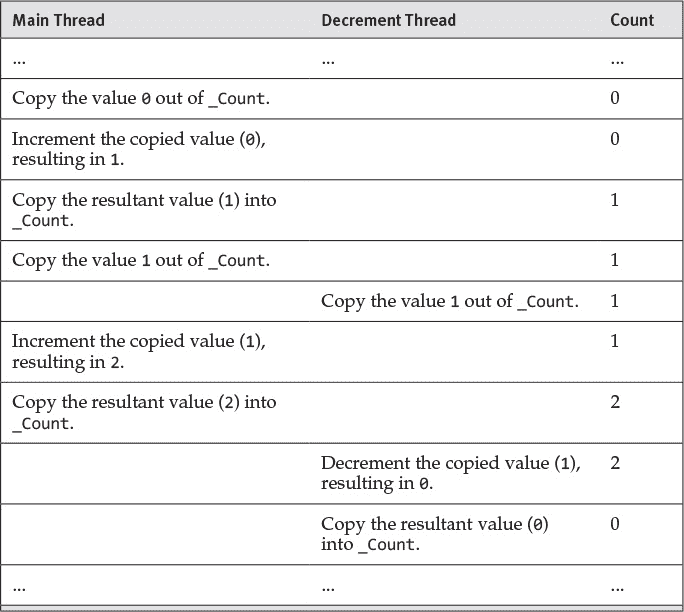 Main Thread Decrement Thread Count
... ... ...
Copy the value 0 out of _Count. 0
Increment the copied value (0), 0
resulting in 1.
Copy the resultant value (1) into 1
_Count.
Copy the value 1 out of _Count. 1
Copy the value 1 out of _Count. 1
Increment the copied value (1), 1
resulting in 2.
Copy the resultant value (2) into 2
_Count.
Decrement the copied value (1), 2
resulting in 0.
Copy the resultant value (0) 0
into _Count.
... ... ...